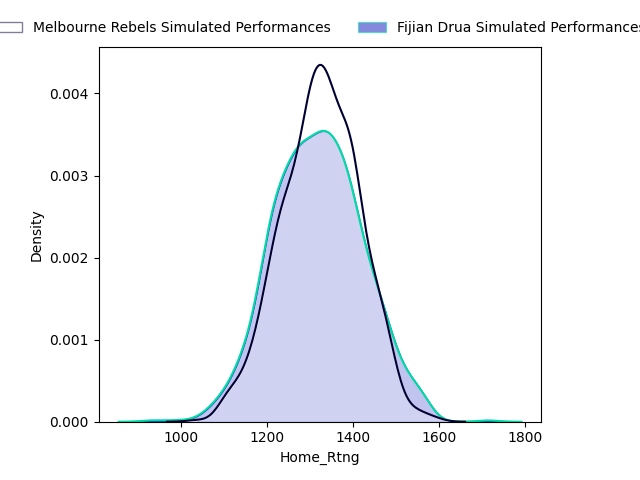 Melbourne Rebels Simulated Performances
Fijian Drua Simulated Performances
0.004
0.003
0.002
0.001
0.000
Density
1000 1200 1400 1600 1800
Home_Rtng